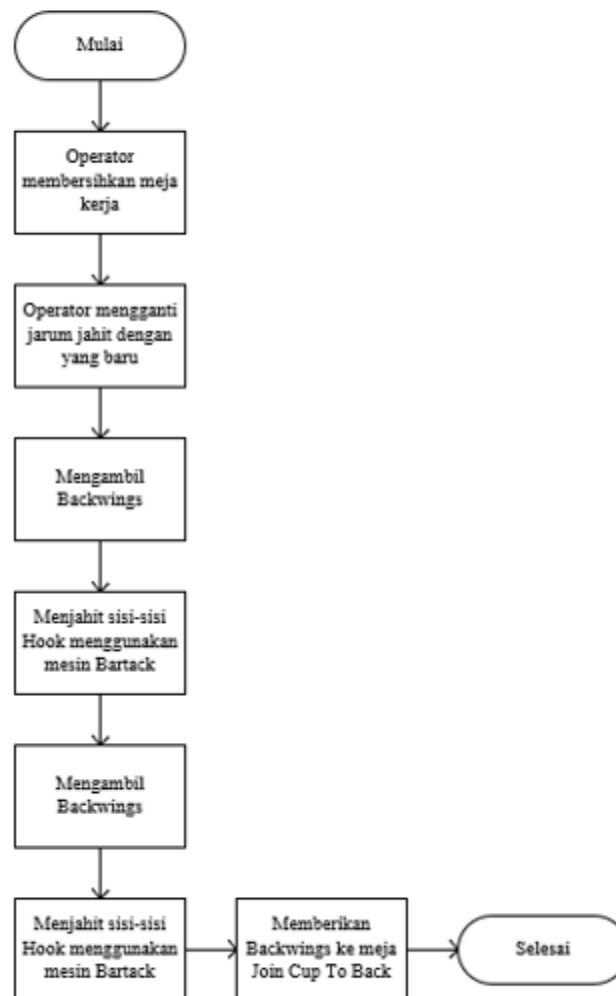 Mulai
Operator
membersihkan meja
kerja
Operator mengganti
jarum jahit dengan
yang baru
Mengambil
Backwings
Menjahit sisi-sisi
Hook menggunakan
mesin Bartack
Mengambil
Backwings
Menjahit sisi-sisi
Hook menggunakan
mesin Bartack
Memberikan
Backwings ke meja
Join Cup To Back
Selesai